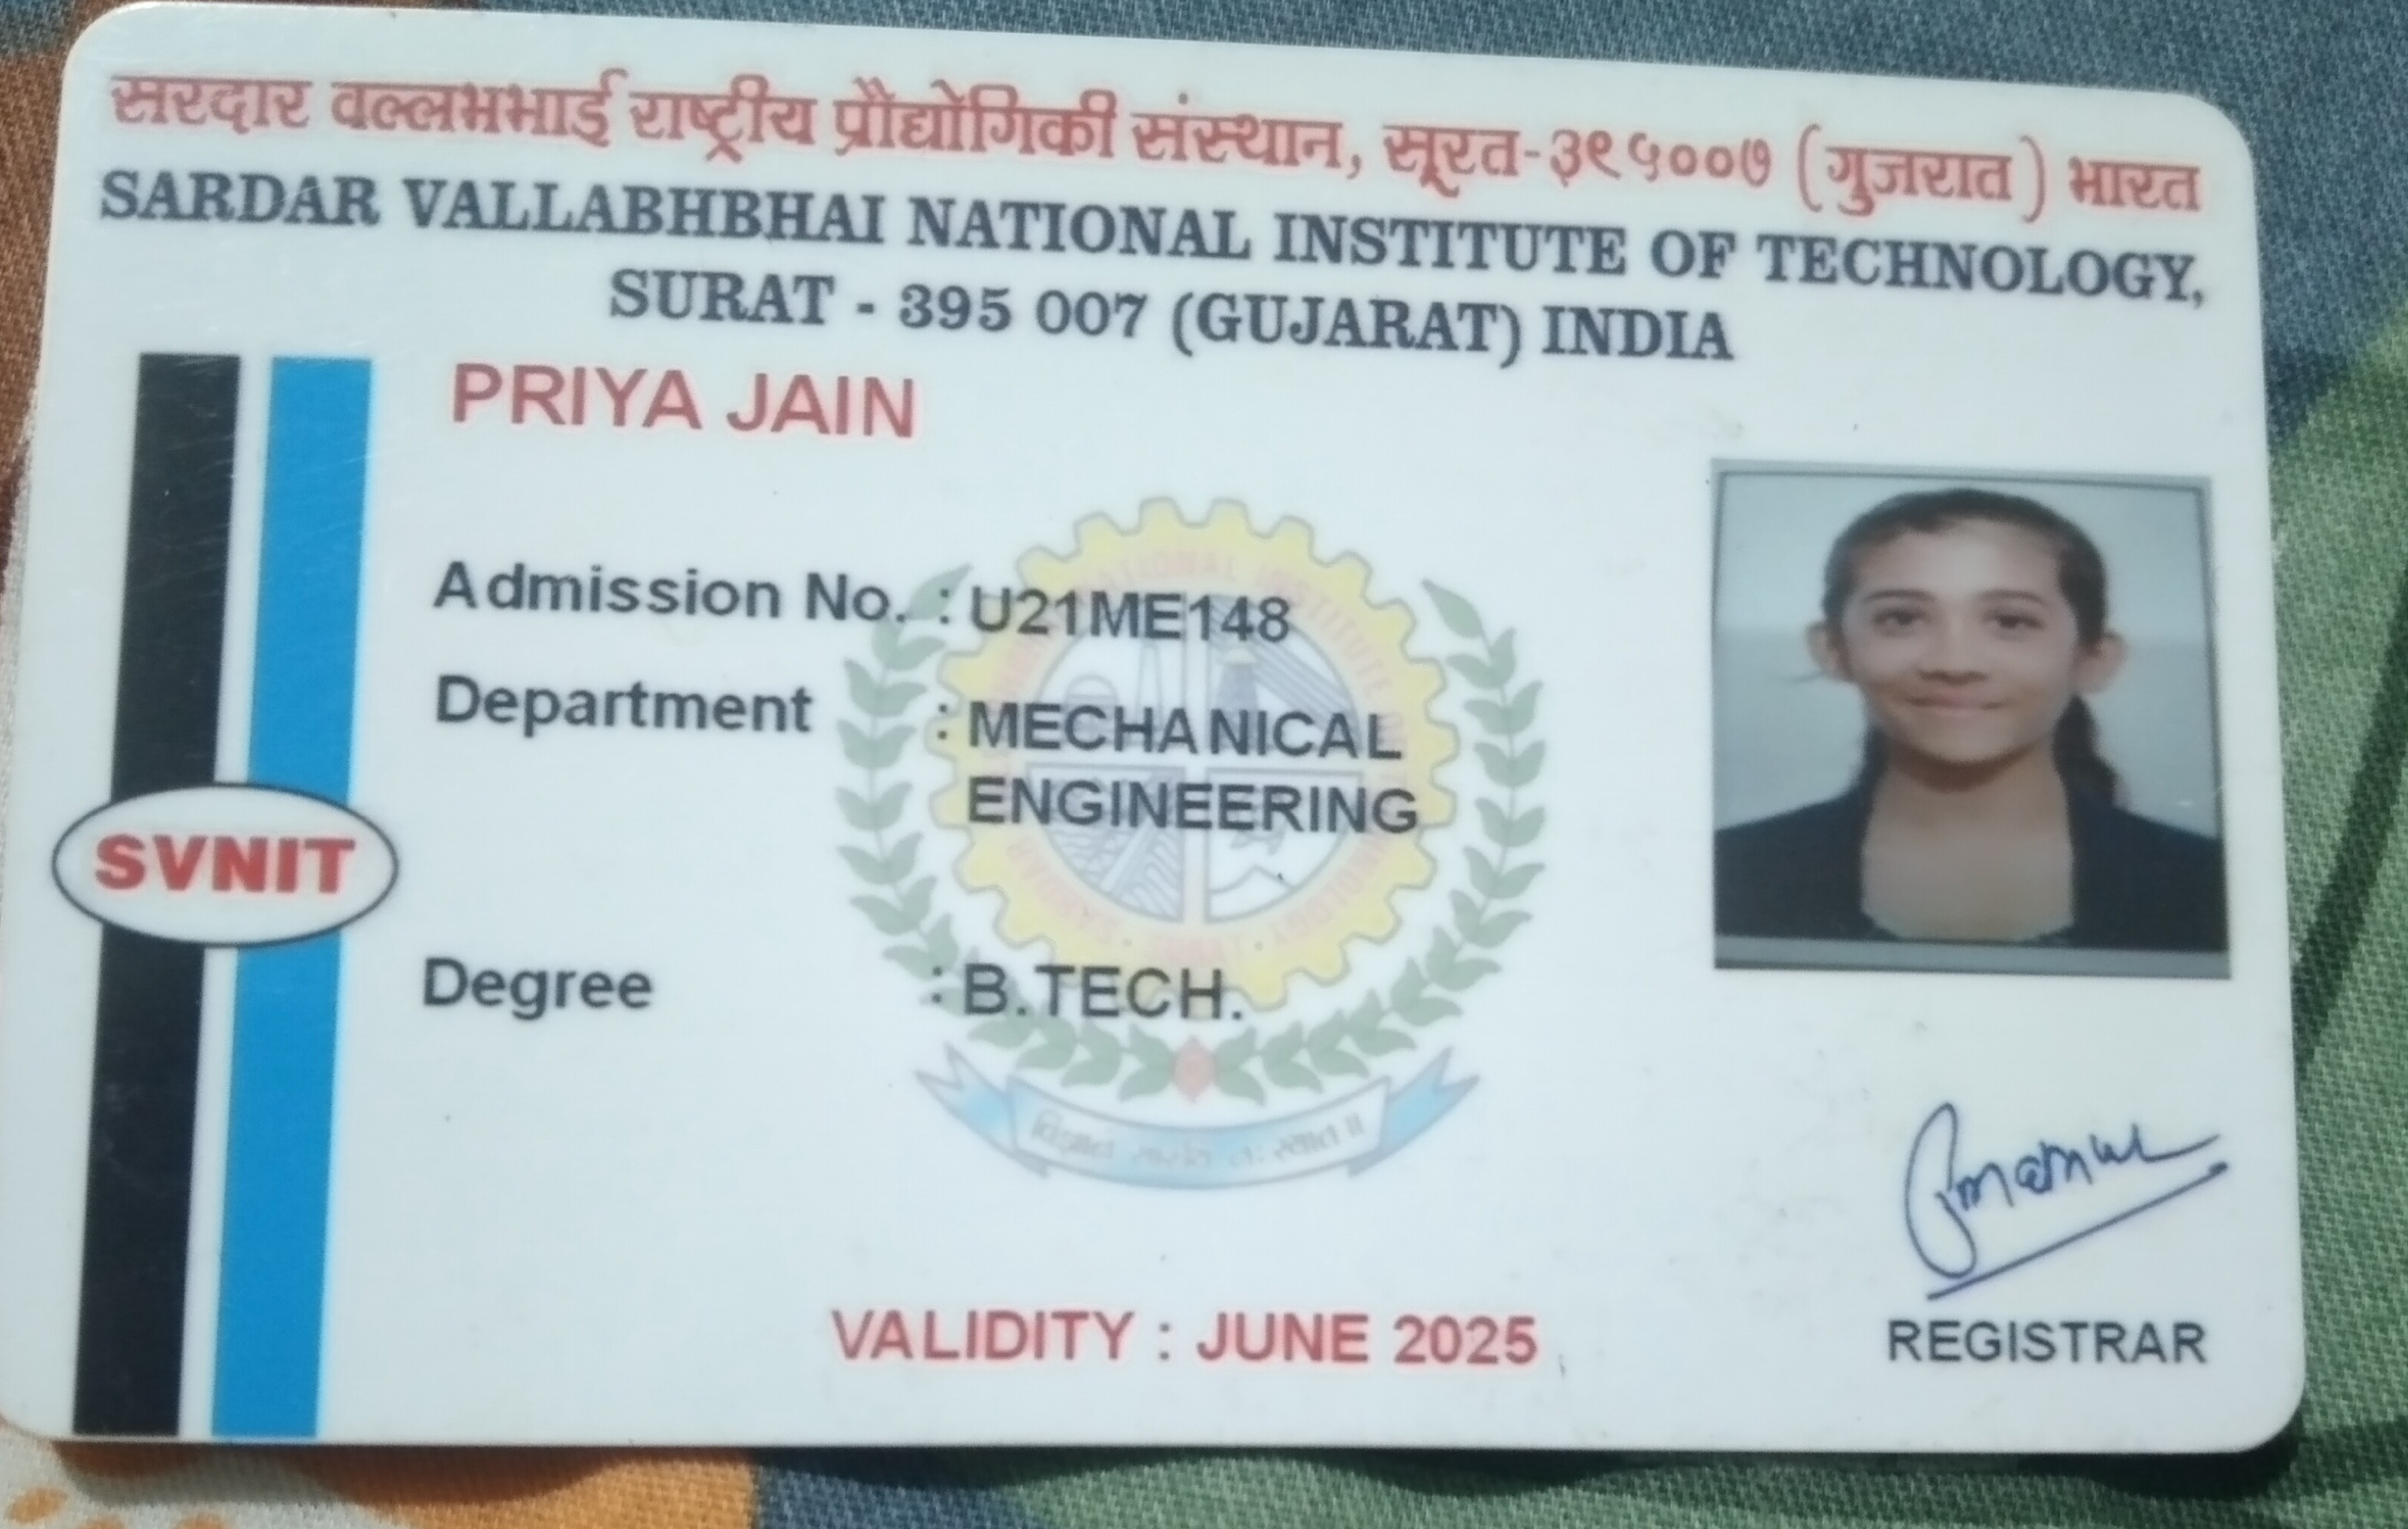 सरदार वल्लभभाई राष्ट्रीय प्रौद्योगिकी संस्थान, सूरत-३९५००७ (गुजरात) भारत
SARDAR VALLABHBHAI NATIONAL INSTITUTE OF TECHNOLOGY,
SURAT - 395 007 (GUJARAT) INDIA
PRIYA JAIN
Admission No. : U21ME148
Department : MECHANICAL
ENGINEERING
SVNIT
Degree : B.TECH.
VALIDITY : JUNE 2025
REGISTRAR